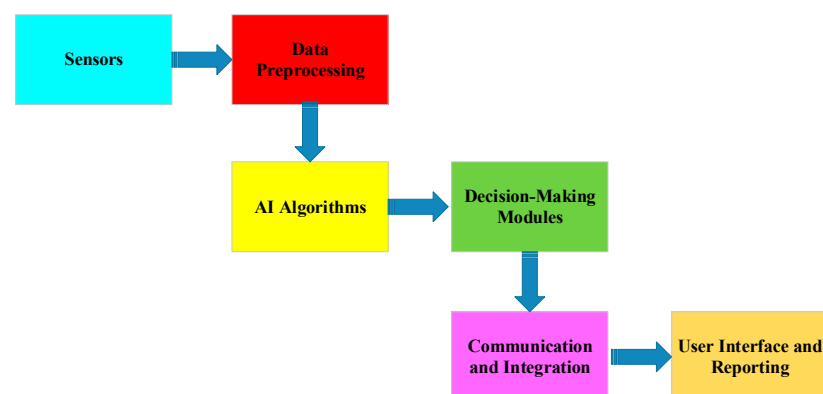 Sensors
Data
Preprocessing
AI Algorithms
Decision-Making
Modules
Communication
and Integration
User Interface and
Reporting